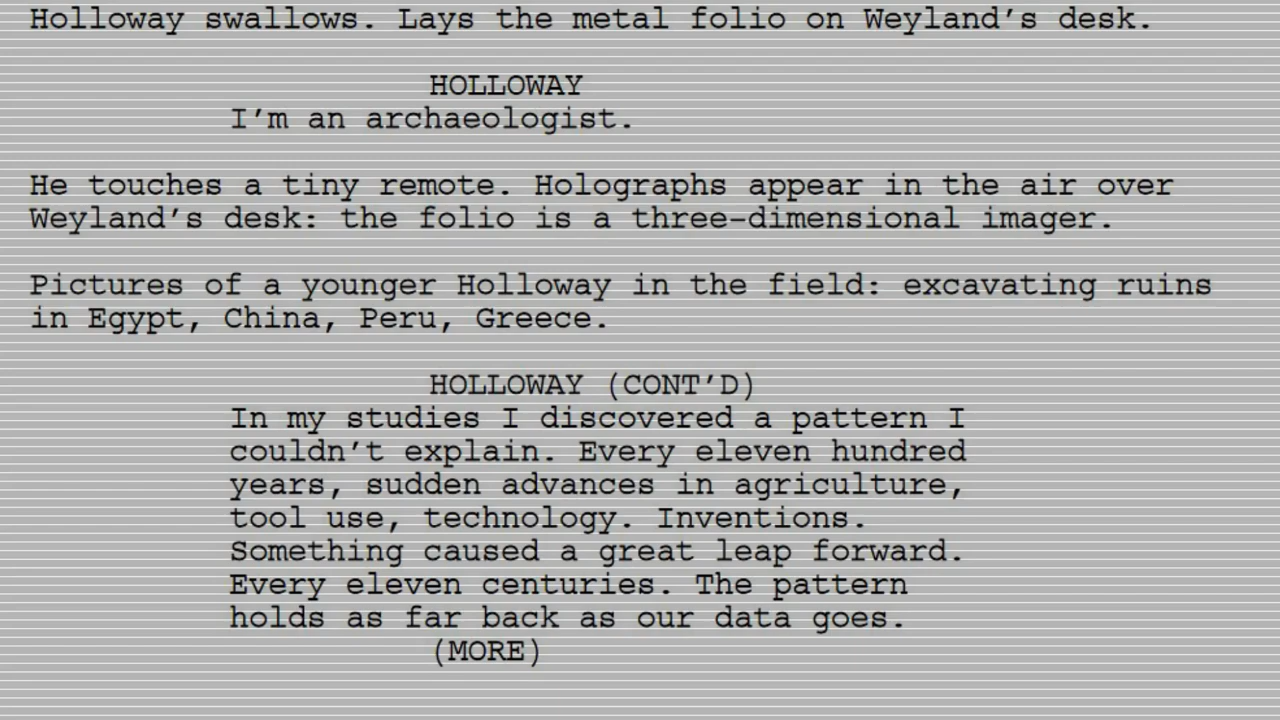 Holloway swallows. Lays the metal folio on Weyland’s desk.
HOLLOWAY
I’m an archaeologist.
He touches a tiny remote. Holographs appear in the air over
Weyland’s desk: the folio is a three-dimensional imager.
Pictures of a younger Holloway in the field: excavating ruins
in Egypt, China, Peru, Greece.
HOLLOWAY (CONT’D)
In my studies I discovered a pattern I
couldn’t explain. Every eleven hundred
years, sudden advances in agriculture,
tool use, technology. Inventions.
Something caused a great leap forward.
Every eleven centuries. The pattern
holds as far back as our data goes.
(MORE)